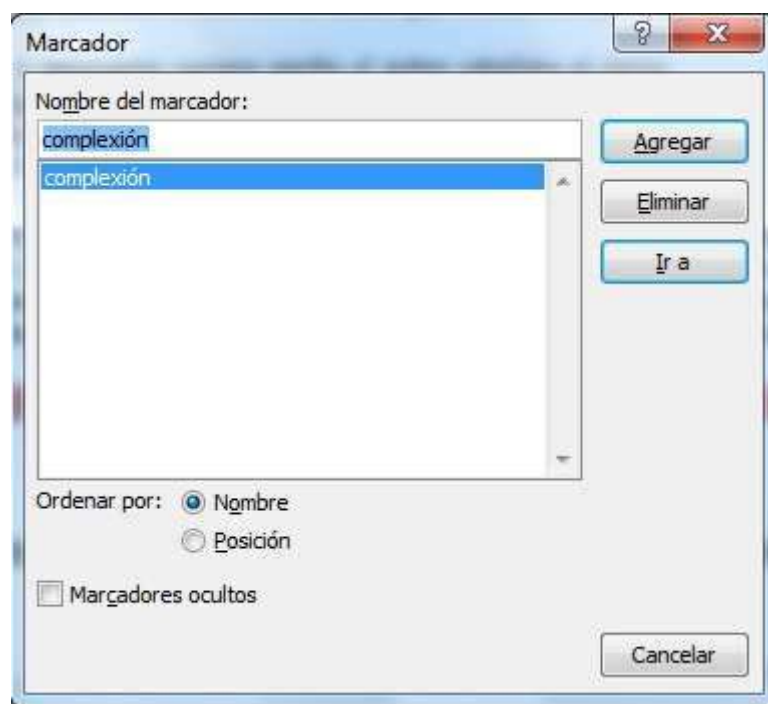 Marcador
Nombre del marcador:
complexión
Agregar
complexión
Eliminar
Ir a
Ordenar por: Nombre
Posición
Marcadores ocultos
Cancelar